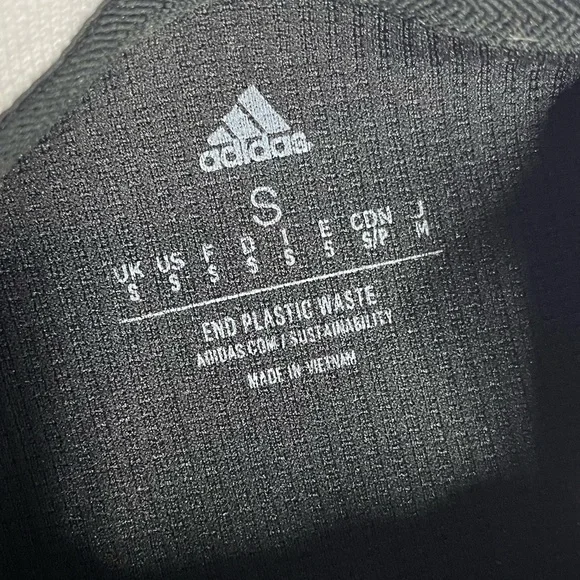 adidas
S
UK US F D I E CDN J
S S S S S S S/P M
END PLASTIC WASTE
ADIDAS.COM / SUSTAINABILITY
MADE IN VIETNAM